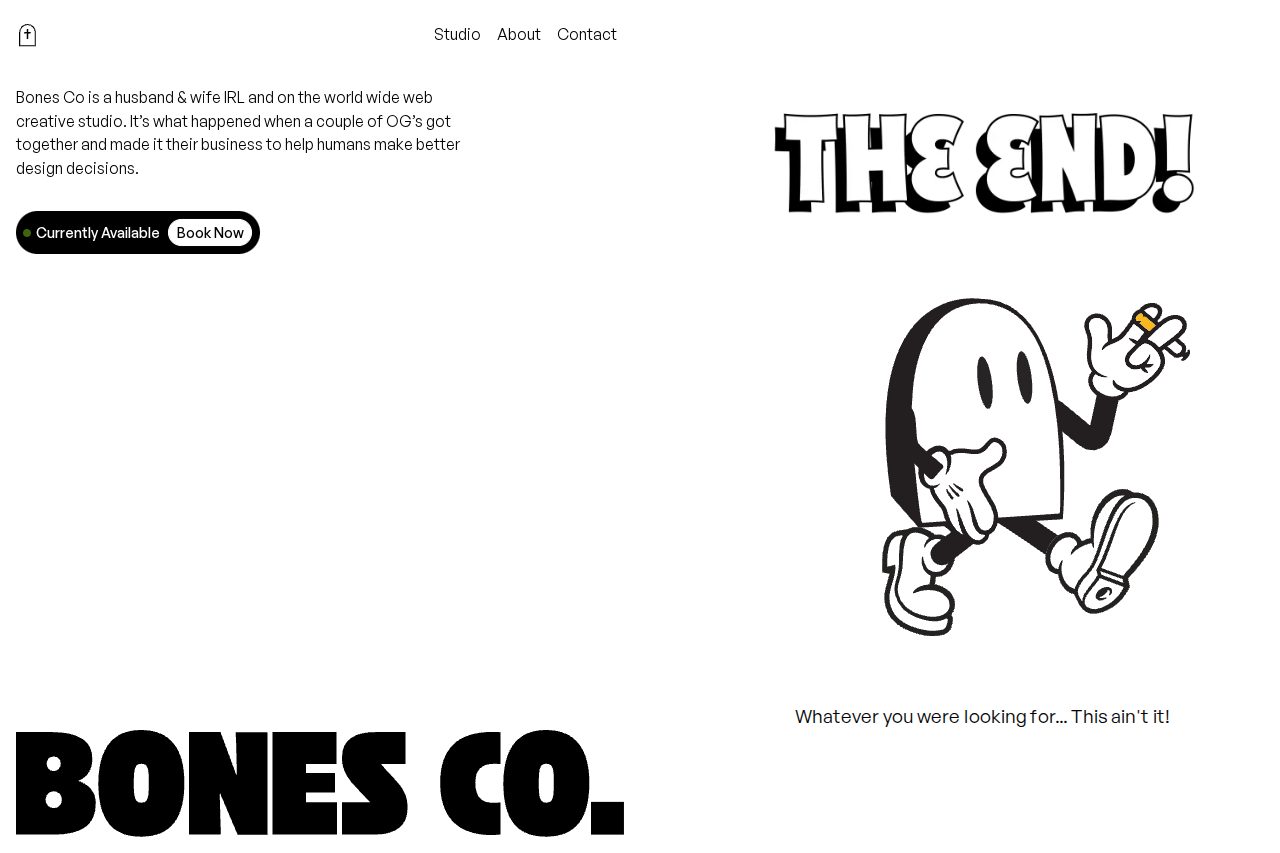 Studio About Contact
Bones Co is a husband & wife IRL and on the world wide web
creative studio. It’s what happened when a couple of OG’s got
together and made it their business to help humans make better
design decisions.
Currently Available Book Now
BONES CO.
THE END!
Whatever you were looking for... This ain't it!